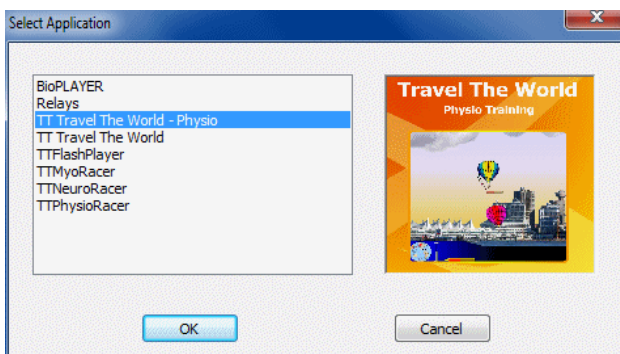 Select Application
BioPLAYER
Relays
TT Travel The World - Physio
TT Travel The World
TTFlashPlayer
TTMyoRacer
TTNeuroRacer
TTPhysioRacer
Travel The World
Physio Training
OK
Cancel